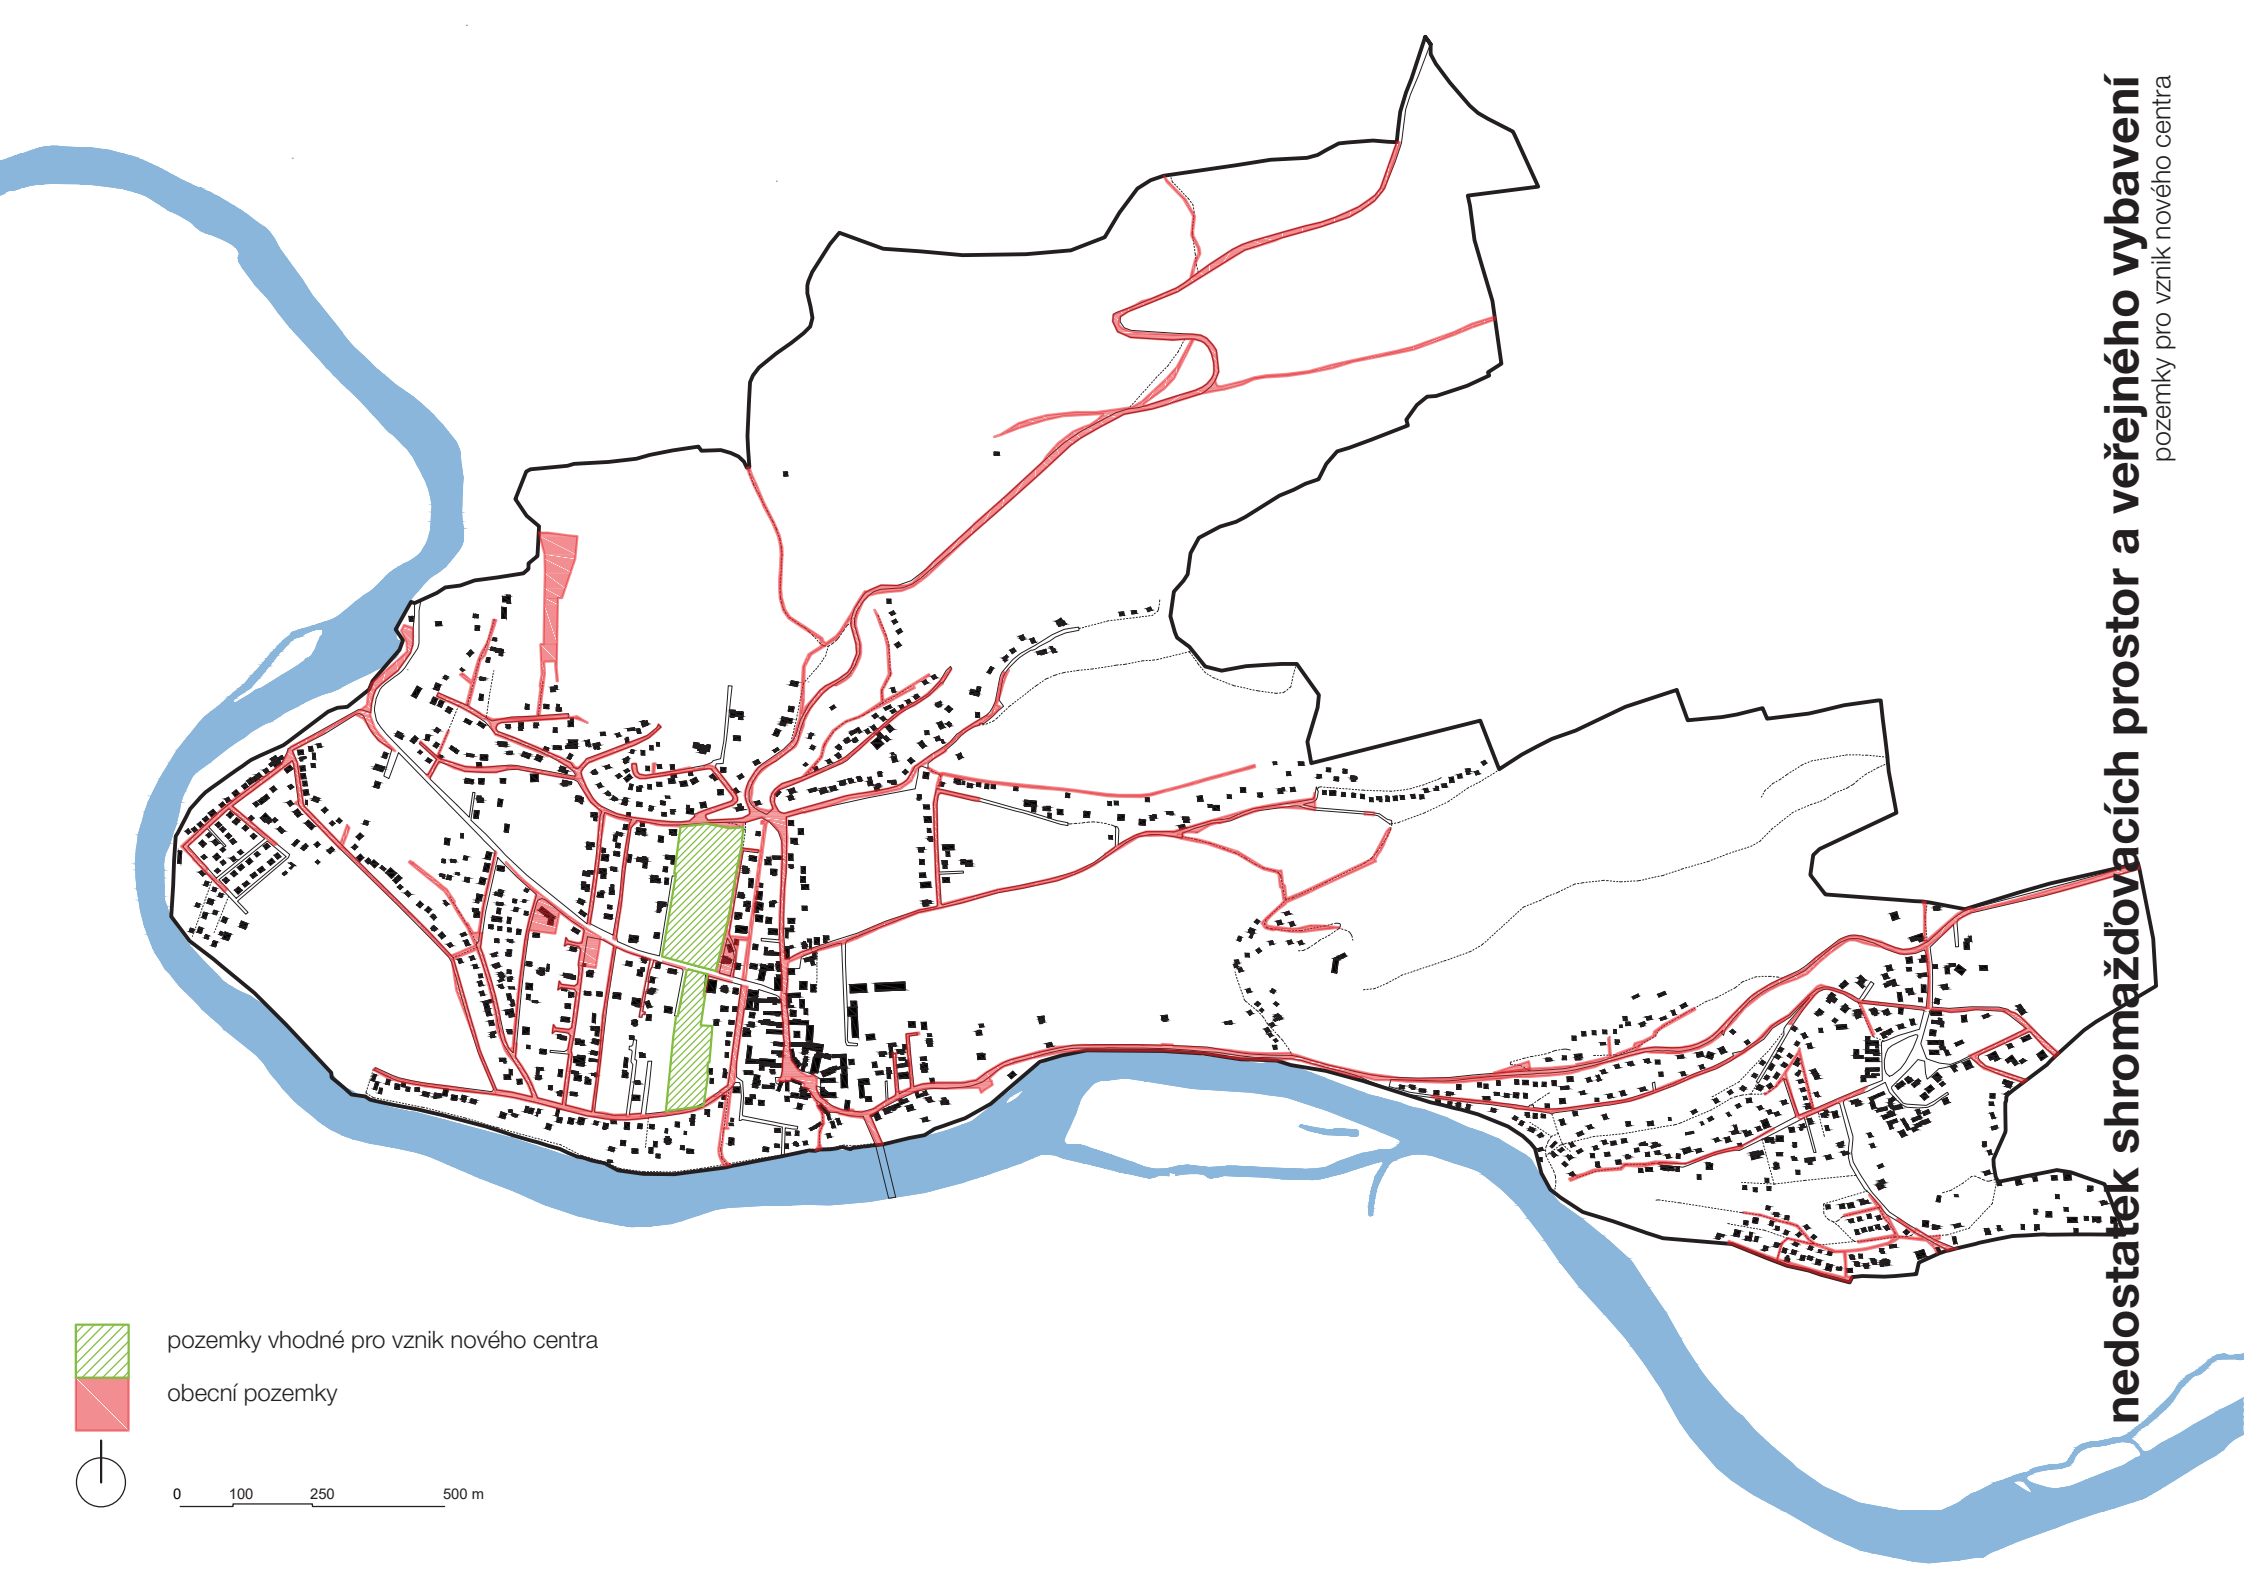 nedostatek shromažďovacích prostor a veřejného vybavení
pozemky pro vznik nového centra
pozemky vhodné pro vznik nového centra
obecní pozemky
0 100 250 500 m